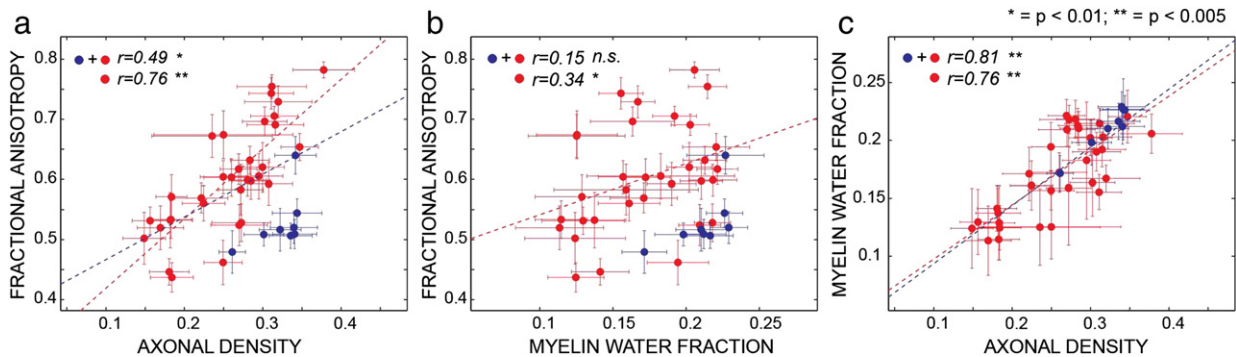 * = p < 0.01; ** = p < 0.005
a
FRACTIONAL ANISOTROPY
+ r=0.49 *
r=0.76 **
0.8
0.7
0.6
0.5
0.4
0.1 0.2 0.3 0.4
AXONAL DENSITY
b
FRACTIONAL ANISOTROPY
+ r=0.15 n.s.
r=0.34 *
0.8
0.7
0.6
0.5
0.4
0.1 0.15 0.2 0.25
MYELIN WATER FRACTION
c
MYELIN WATER FRACTION
+ r=0.81 **
r=0.76 **
0.25
0.2
0.15
0.1
0.1 0.2 0.3 0.4
AXONAL DENSITY